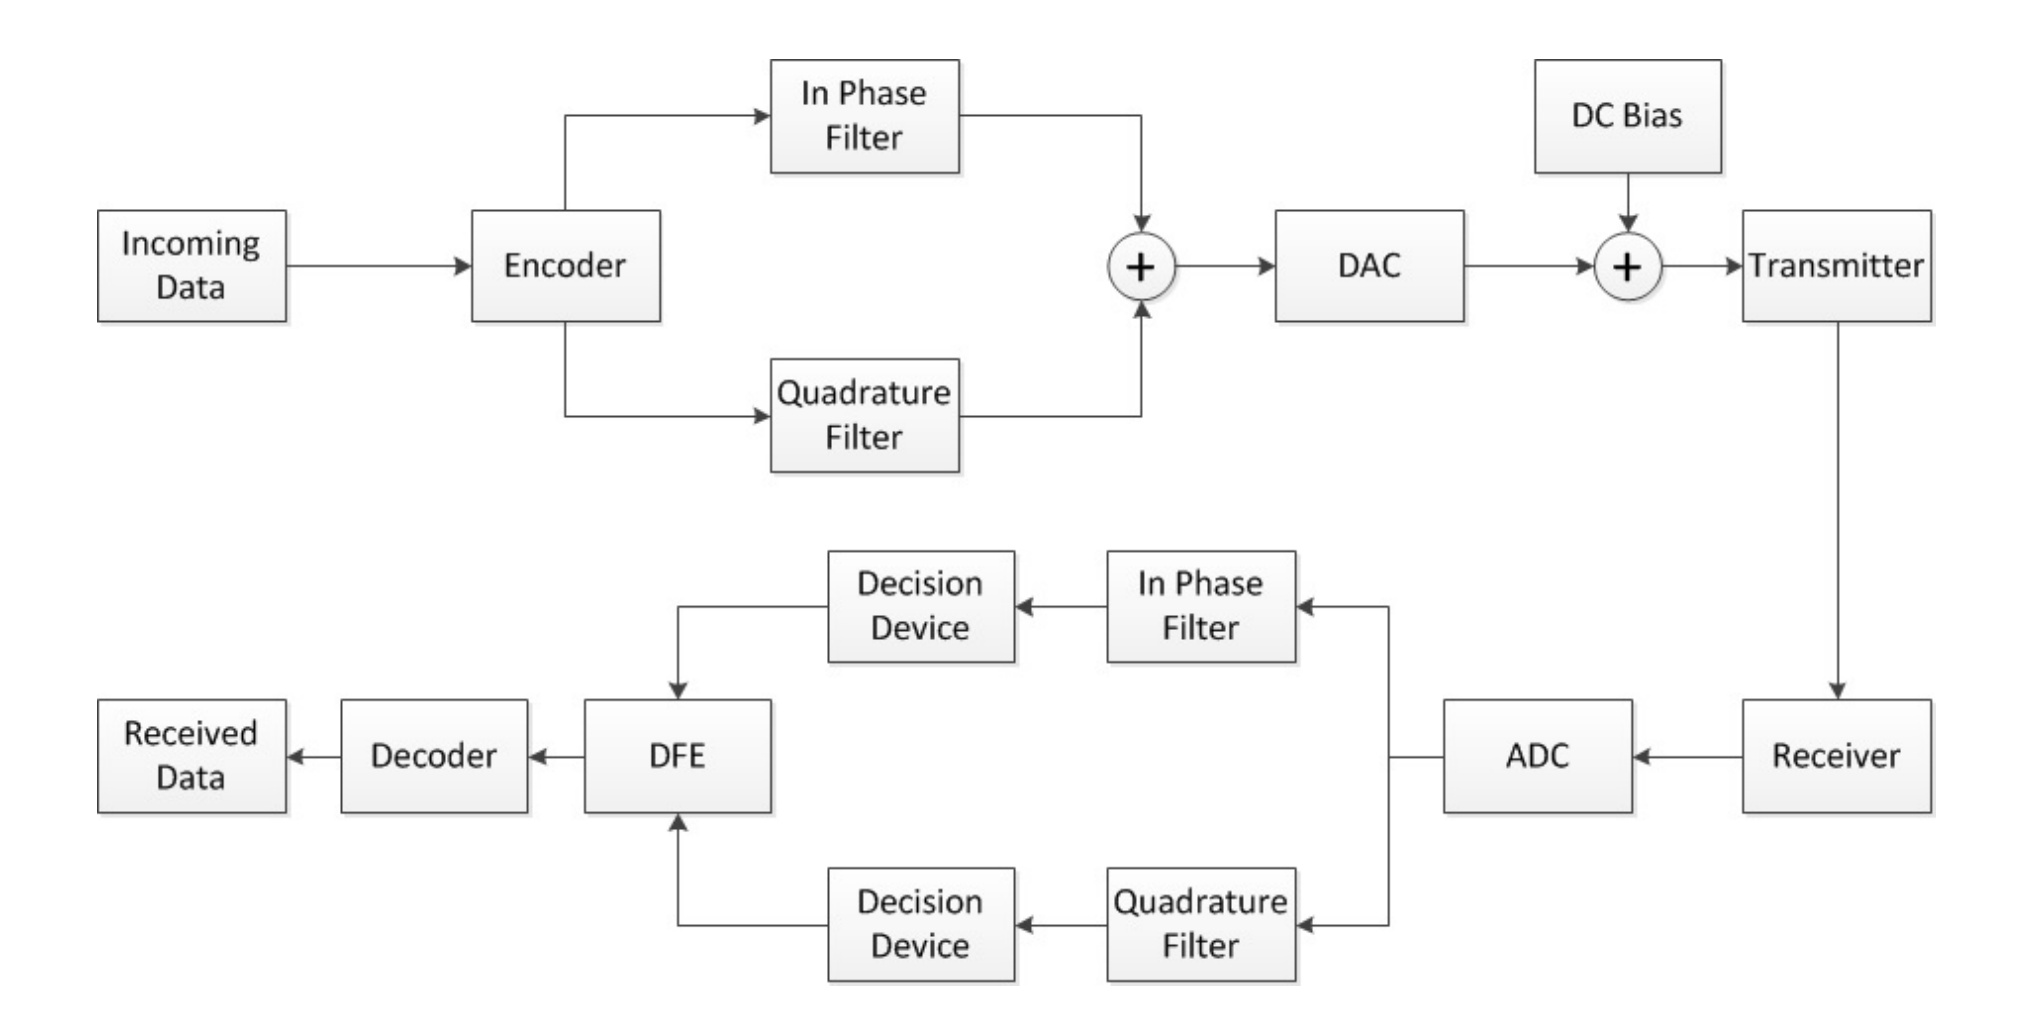 In Phase
Filter
DC Bias
Incoming
Data
Encoder
+
DAC
+
Transmitter
Quadrature
Filter
Decision
Device
In Phase
Filter
Received
Data
Decoder
DFE
ADC
Receiver
Decision
Device
Quadrature
Filter